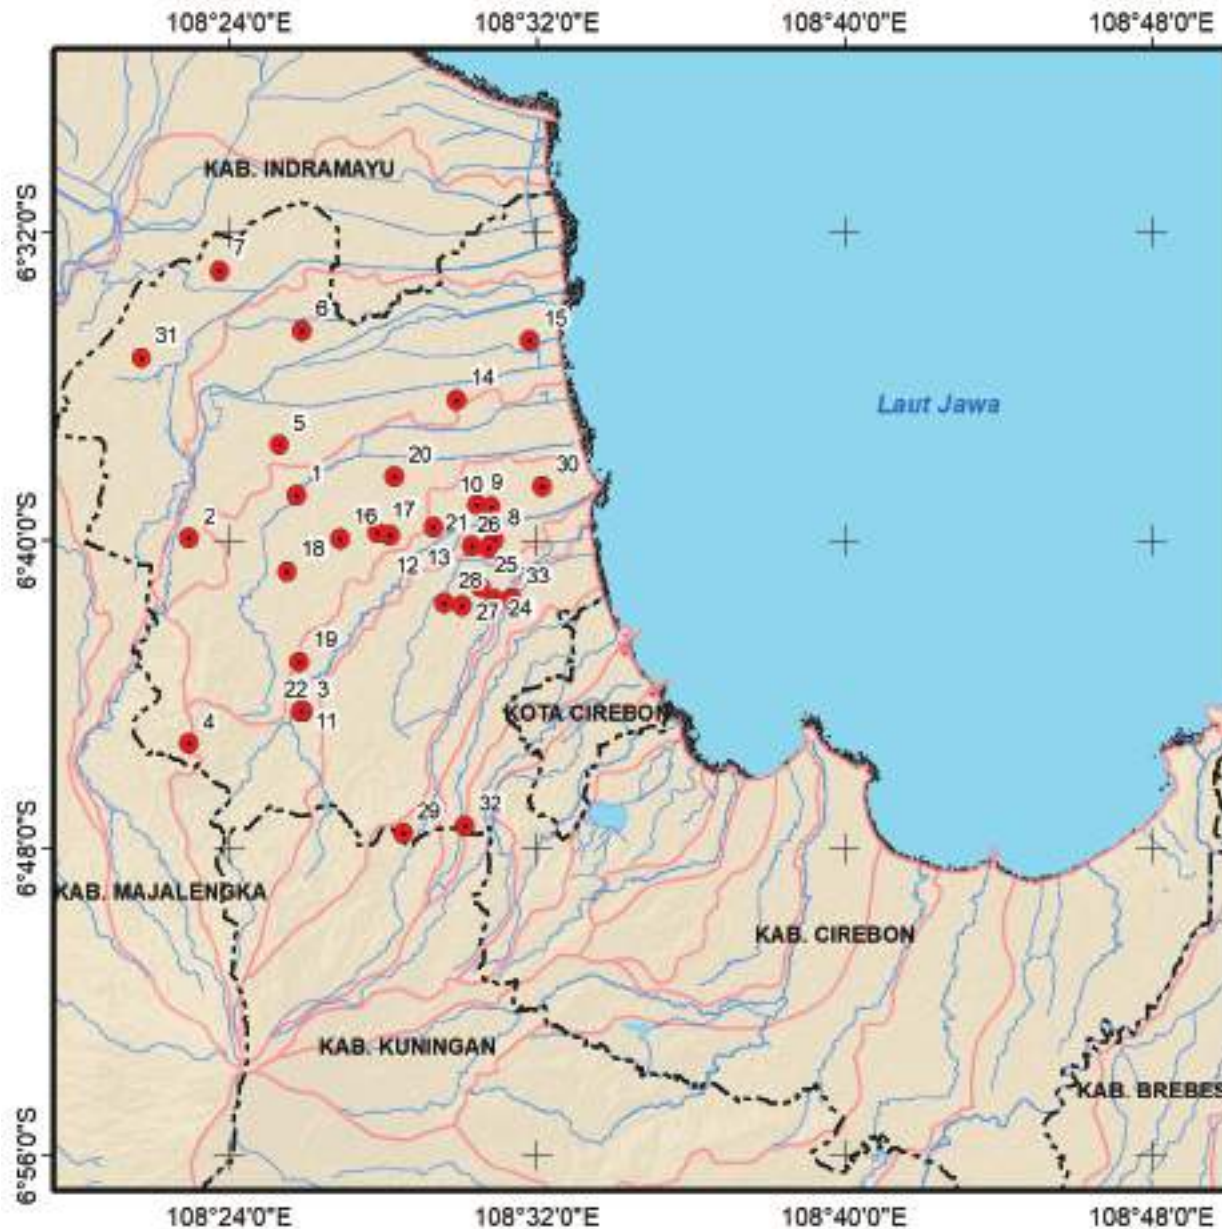 108°24'0"E 108°32'0"E 108°40'0"E 108°48'0"E
KAB. INDRAMAYU
6°32'0"S
7
6
15
31
14
Laut Jawa
5
20
30
1
10 9
2
16 17 21 26 8
6°40'0"S
18 12 13 25
28 33
27 24
19
22 3
KOTA CIREBON
4 11
29 32
6°48'0"S
KAB. MAJALENGKA
KAB. CIREBON
KAB. KUNINGAN
KAB. BREBES
6°56'0"S
108°24'0"E 108°32'0"E 108°40'0"E 108°48'0"E